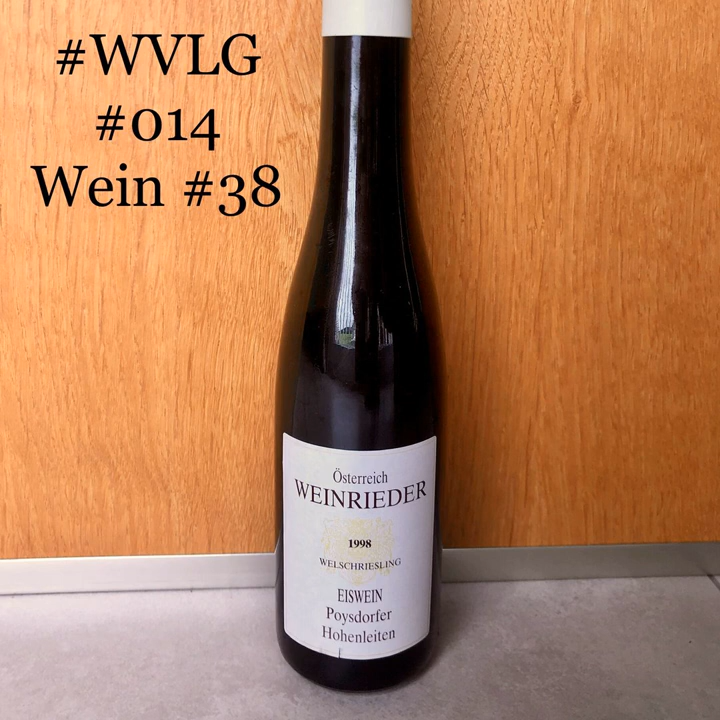 #WVLG
#014
Wein #38
Österreich
WEINRIEDER
1998
WELSCHRIESLING
EISWEIN
Poysdorfer
Hohenleiten